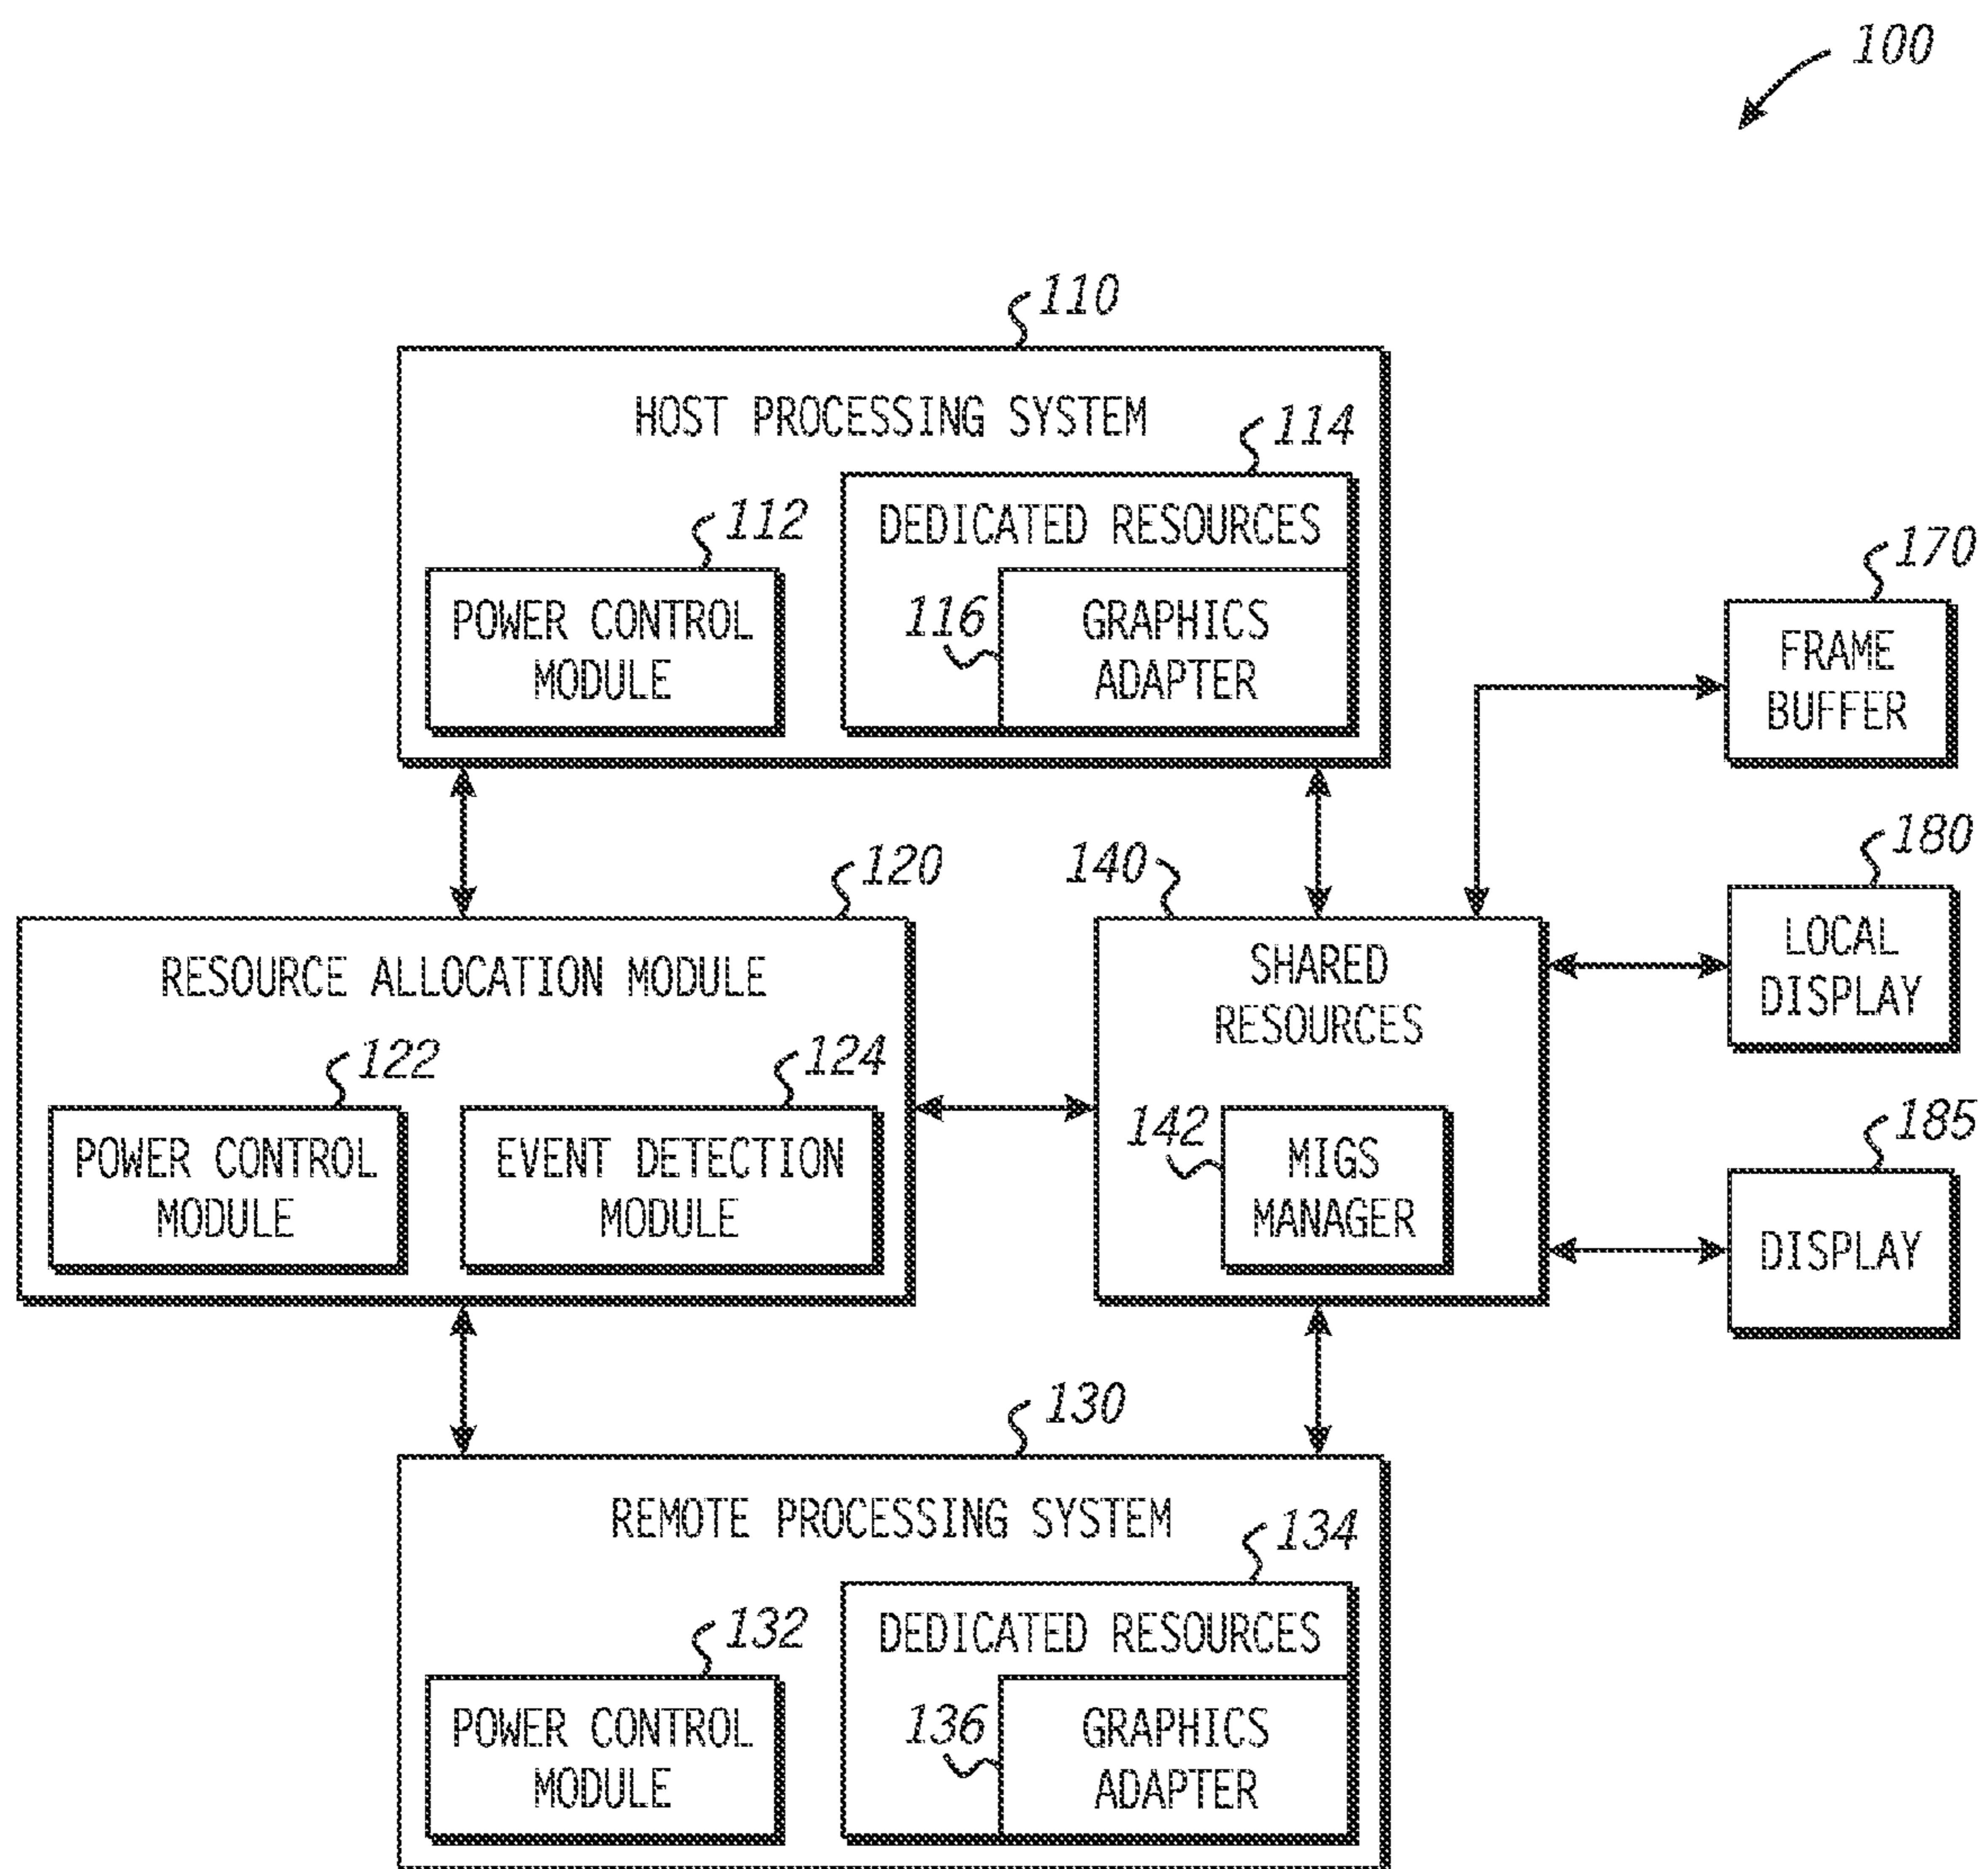 100
110
HOST PROCESSING SYSTEM
114
DEDICATED RESOURCES
112
POWER CONTROL
MODULE
116
GRAPHICS
ADAPTER
170
FRAME
BUFFER
120
RESOURCE ALLOCATION MODULE
122
POWER CONTROL
MODULE
124
EVENT DETECTION
MODULE
140
SHARED
RESOURCES
142
MIGS
MANAGER
180
LOCAL
DISPLAY
185
DISPLAY
130
REMOTE PROCESSING SYSTEM
134
DEDICATED RESOURCES
132
POWER CONTROL
MODULE
136
GRAPHICS
ADAPTER